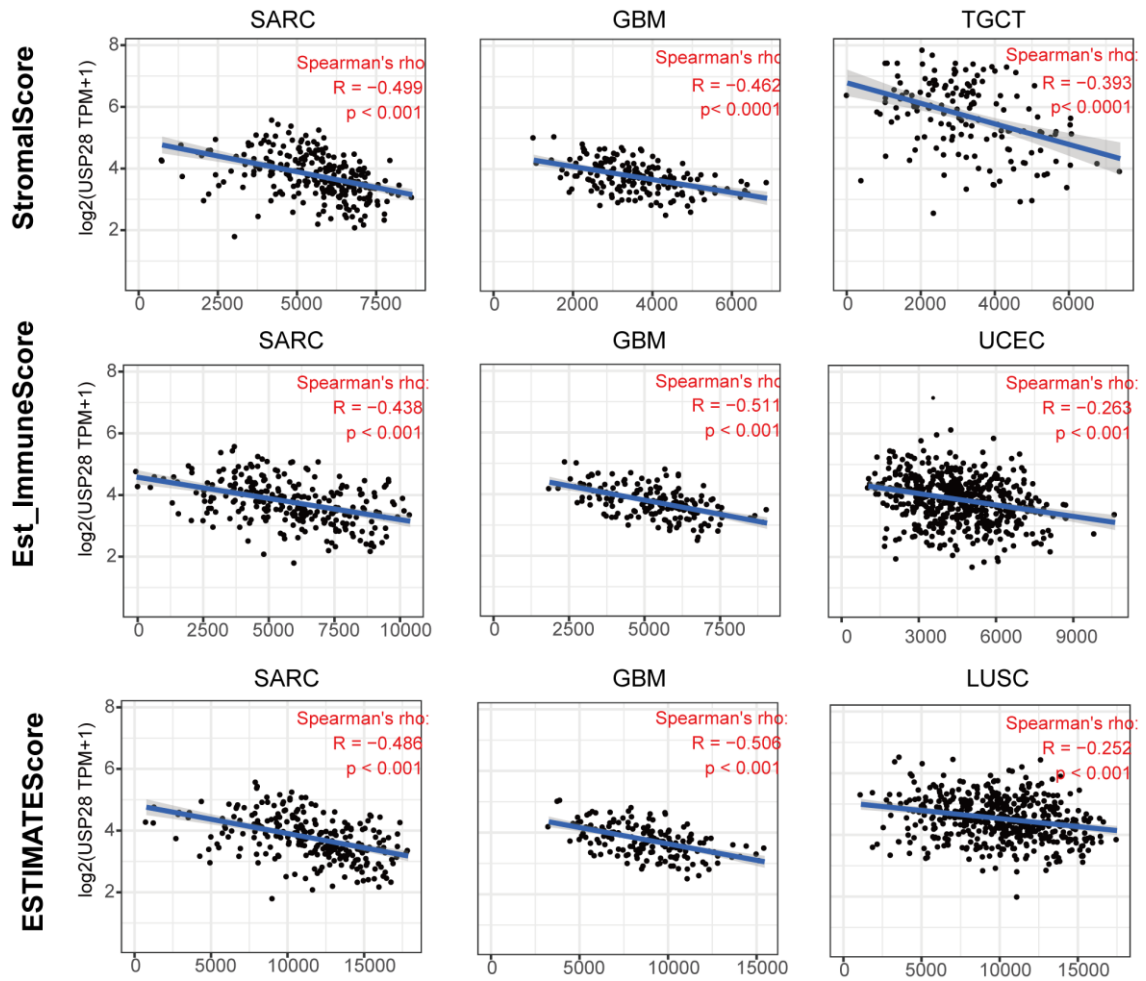 SARC
GBM
TGCT
StromalScore
log2(USP28 TPM+1)
8
6
4
2
Spearman's rho
R = −0.499
p < 0.001
Spearman's rho
R = −0.462
p< 0.0001
Spearman's rho:
R = −0.393
p< 0.0001
0 2500 5000 7500
0 2000 4000 6000
0 2000 4000 6000
SARC
GBM
UCEC
Est_ImmuneScore
log2(USP28 TPM+1)
8
6
4
2
Spearman's rho:
R = −0.438
p < 0.001
Spearman's rho
R = −0.511
p < 0.001
Spearman's rho:
R = −0.263
p < 0.001
0 2500 5000 7500 10000
0 2500 5000 7500
0 3000 6000 9000
SARC
GBM
LUSC
ESTIMATEScore
log2(USP28 TPM+1)
8
6
4
2
Spearman's rho:
R = −0.486
p < 0.001
Spearman's rho:
R = −0.506
p < 0.001
Spearman's rho:
R = −0.252
p < 0.001
0 5000 10000 15000
0 5000 10000 15000
0 5000 10000 15000